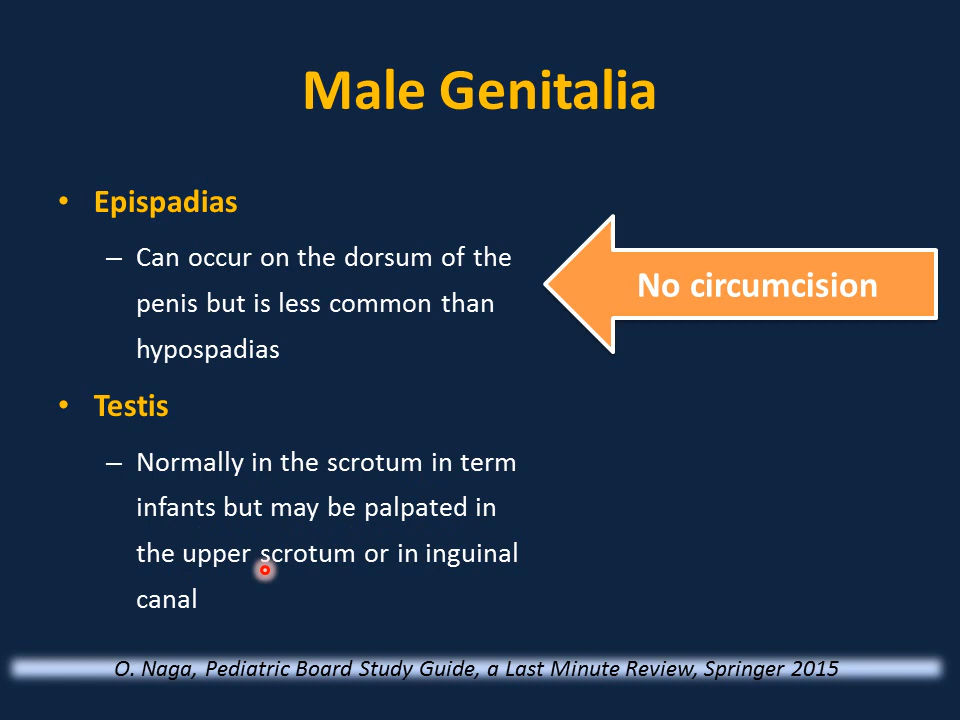 Male Genitalia
• Epispadias
– Can occur on the dorsum of the
penis but is less common than
hypospadias
No circumcision
• Testis
– Normally in the scrotum in term
infants but may be palpated in
the upper scrotum or in inguinal
canal
O. Naga, Pediatric Board Study Guide, a Last Minute Review, Springer 2015